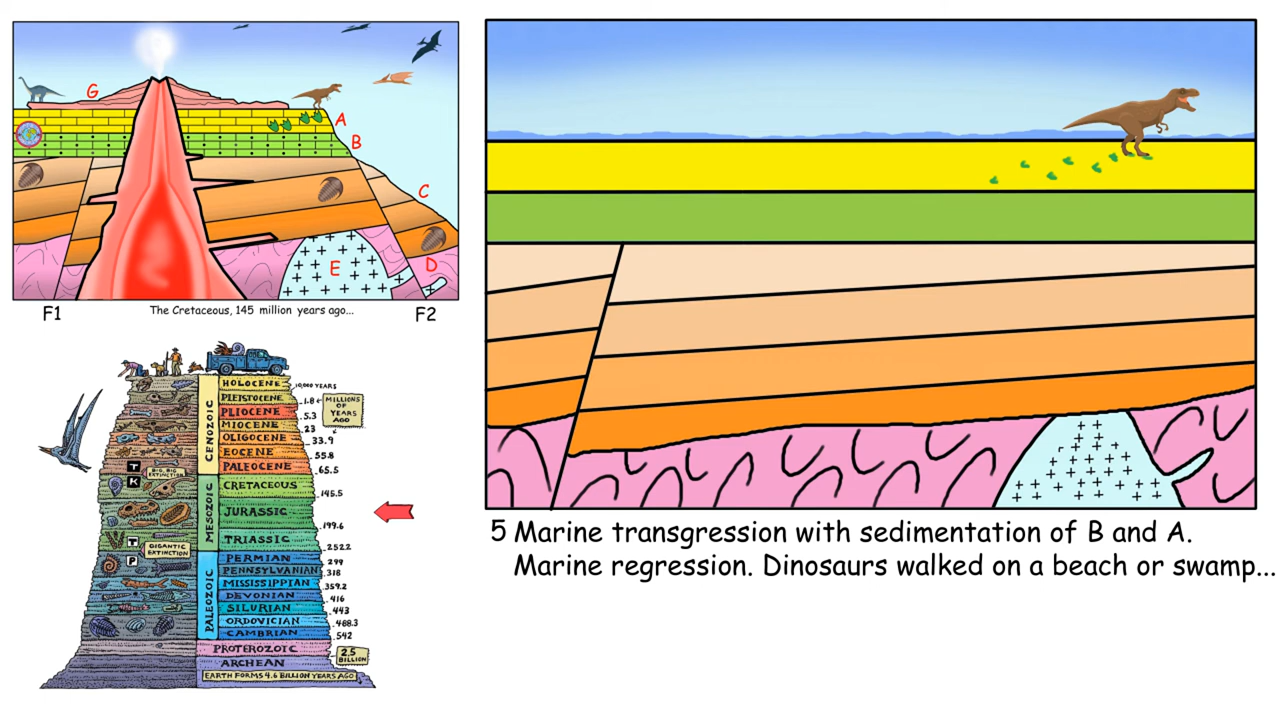 G
A
B
C
E
D
F1
The Cretaceous, 145 million years ago...
F2
5 Marine transgression with sedimentation of B and A.
Marine regression. Dinosaurs walked on a beach or swamp...
HOLOCENE
10,000 YEARS
PLEISTOCENE
1.8
MILLIONS
OF
YEARS
AGO
PLIOCENE
5.3
MIOCENE
23
OLIGOCENE
33.9
EOCENE
55.8
PALEOCENE
65.5
CENOZOIC
T
BIG, BIG
EXTINCTION
K
CRETACEOUS
145.5
JURASSIC
199.6
TRIASSIC
252.2
MESOZOIC
T
GIGANTIC
EXTINCTION
P
PERMIAN
299
PENNSYLVANIAN
318
MISSISSIPPIAN
359.2
DEVONIAN
416
SILURIAN
443
ORDOVICIAN
488.3
CAMBRIAN
542
PALEOZOIC
PROTEROZOIC
2.5
BILLION
ARCHEAN
EARTH FORMS 4.6 BILLION YEARS AGO